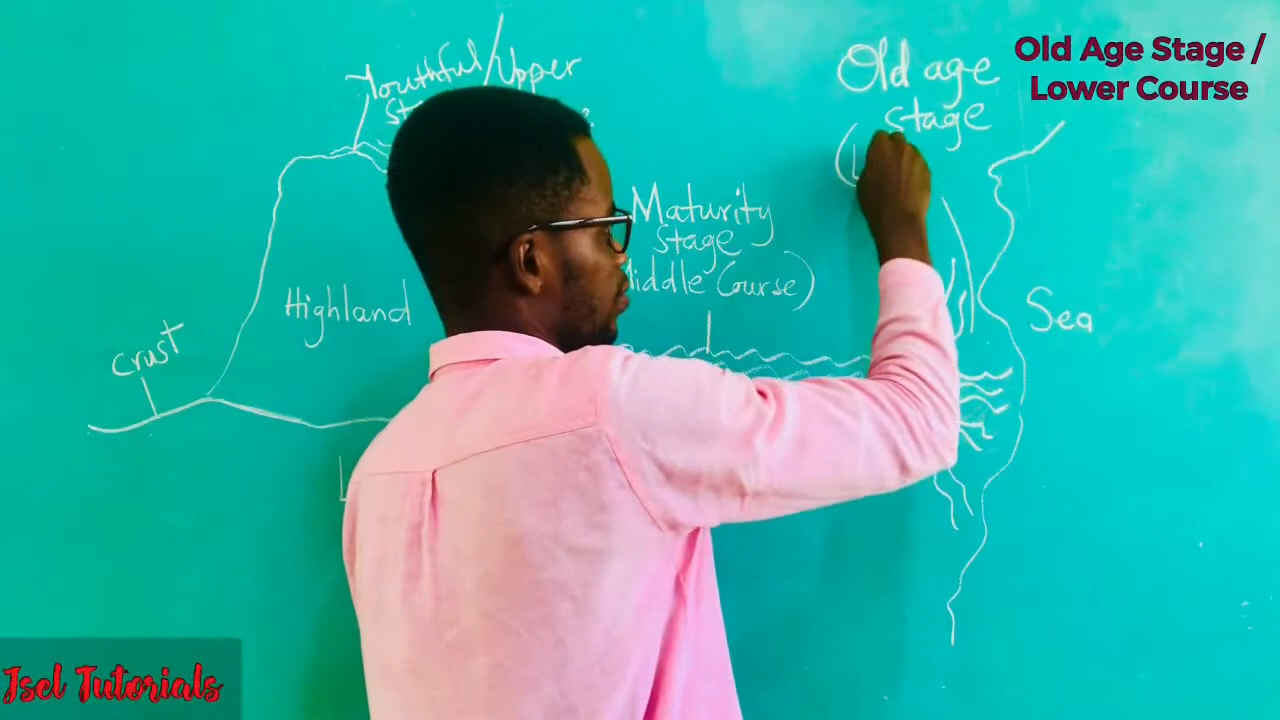 Old Age Stage /
Lower Course
Youthful/Upper
Old age
stage
(L
Maturity
stage
iddle Course)
Highland
Sea
crust
Jsel Tutorials